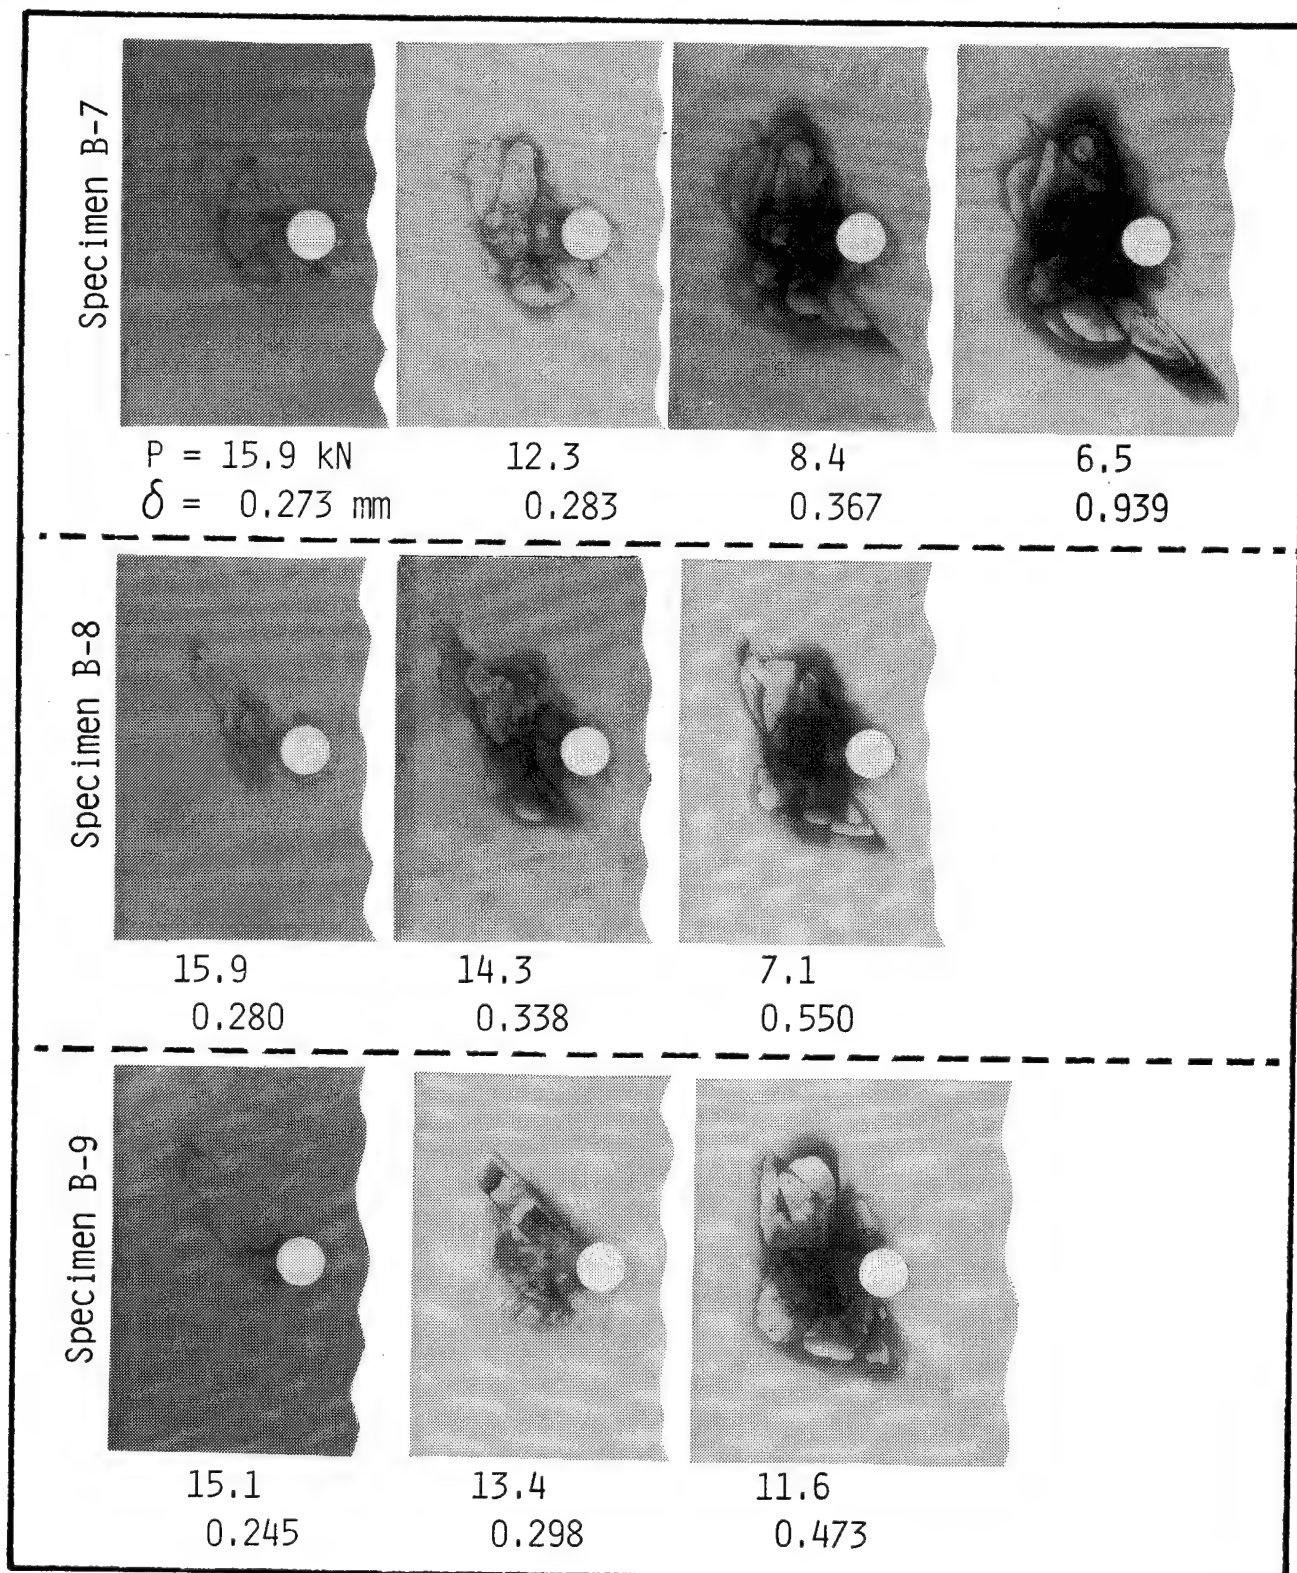 Specimen B-7
P = 15.9 kN 12.3 8.4 6.5
δ = 0.273 mm 0.283 0.367 0.939
Specimen B-8
15.9 14.3 7.1
0.280 0.338 0.550
Specimen B-9
15.1 13.4 11.6
0.245 0.298 0.473